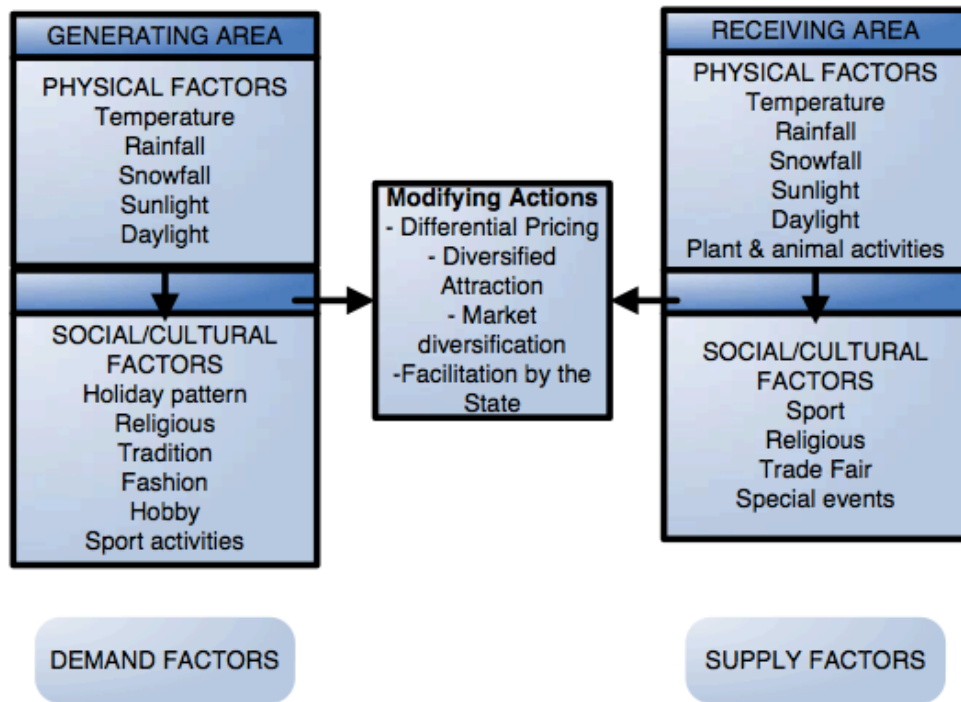 GENERATING AREA
PHYSICAL FACTORS
Temperature
Rainfall
Snowfall
Sunlight
Daylight
SOCIAL/CULTURAL
FACTORS
Holiday pattern
Religious
Tradition
Fashion
Hobby
Sport activities
DEMAND FACTORS
Modifying Actions
- Differential Pricing
- Diversified
Attraction
- Market
diversification
-Facilitation by the
State
RECEIVING AREA
PHYSICAL FACTORS
Temperature
Rainfall
Snowfall
Sunlight
Daylight
Plant & animal activities
SOCIAL/CULTURAL
FACTORS
Sport
Religious
Trade Fair
Special events
SUPPLY FACTORS